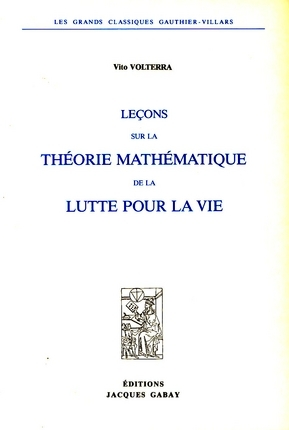 LES GRANDS CLASSIQUES GAUTHIER-VILLARS
Vito VOLTERRA
LEÇONS
SUR LA
THÉORIE MATHÉMATIQUE
DE LA
LUTTE POUR LA VIE
ÉDITIONS
JACQUES GABAY